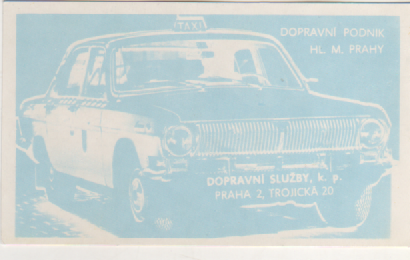 TAXI
DOPRAVNÍ PODNIK
HL. M. PRAHY
DOPRAVNÍ SLUŽBY, k. p.
PRAHA 2, TROJICKÁ 20